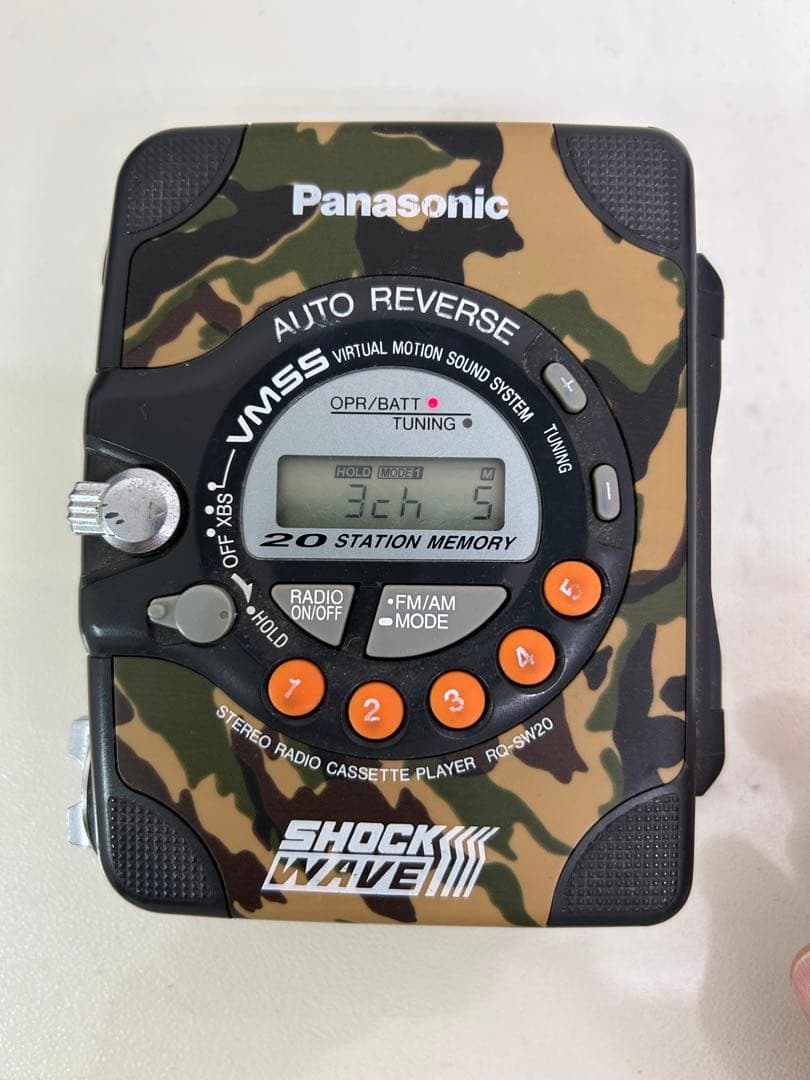 Panasonic
AUTO REVERSE
VMSS VIRTUAL MOTION SOUND SYSTEM
OPR/BATT
TUNING
+
TUNING
−
HOLD MODE1 M
3ch 5
20 STATION MEMORY
XBS
OFF
HOLD
RADIO
ON/OFF
•FM/AM
MODE
5
4
1
2
3
STEREO RADIO CASSETTE PLAYER RQ-SW20
SHOCK
WAVE